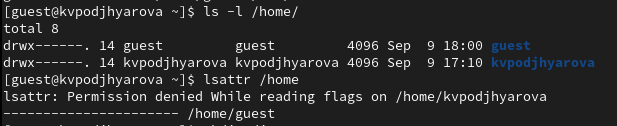 [guest@kvpodjhyarova ~]$ ls -l /home/
total 8
drwx------. 14 guest         guest         4096 Sep  9 18:00 guest
drwx------. 14 kvpodjhyarova kvpodjhyarova 4096 Sep  9 17:10 kvpodjhyarova
[guest@kvpodjhyarova ~]$ lsattr /home
lsattr: Permission denied While reading flags on /home/kvpodjhyarova
---------------------- /home/guest